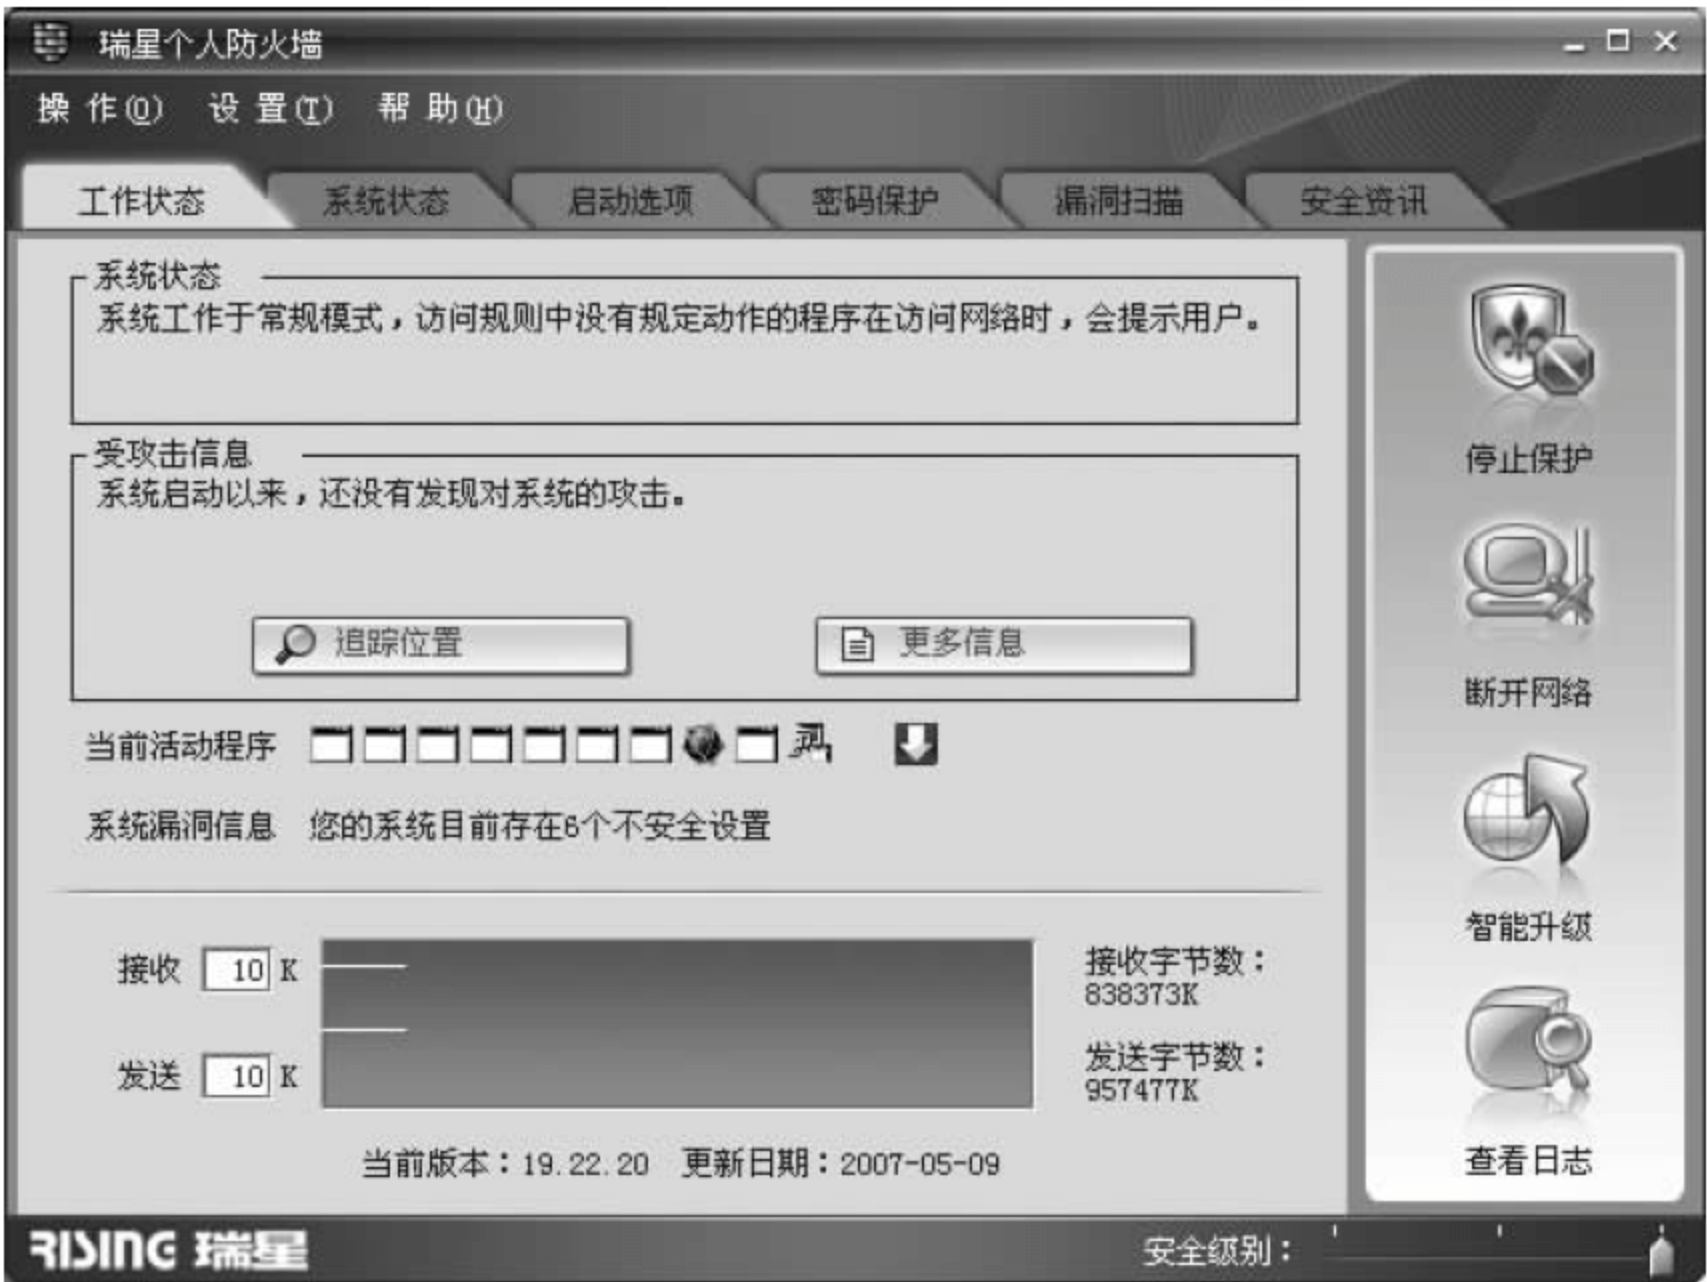 瑞星个人防火墙
操作(O) 设置(T) 帮助(H)
工作状态 系统状态 启动选项 密码保护 漏洞扫描 安全资讯
系统状态
系统工作于常规模式，访问规则中没有规定动作的程序在访问网络时，会提示用户。
停止保护
受攻击信息
系统启动以来，还没有发现对系统的攻击。
追踪位置 更多信息
断开网络
当前活动程序
系统漏洞信息 您的系统目前存在6个不安全设置
智能升级
接收 10 K
接收字节数：
838373K
发送 10 K
发送字节数：
957477K
当前版本：19.22.20 更新日期：2007-05-09
查看日志
RISING 瑞星
安全级别：